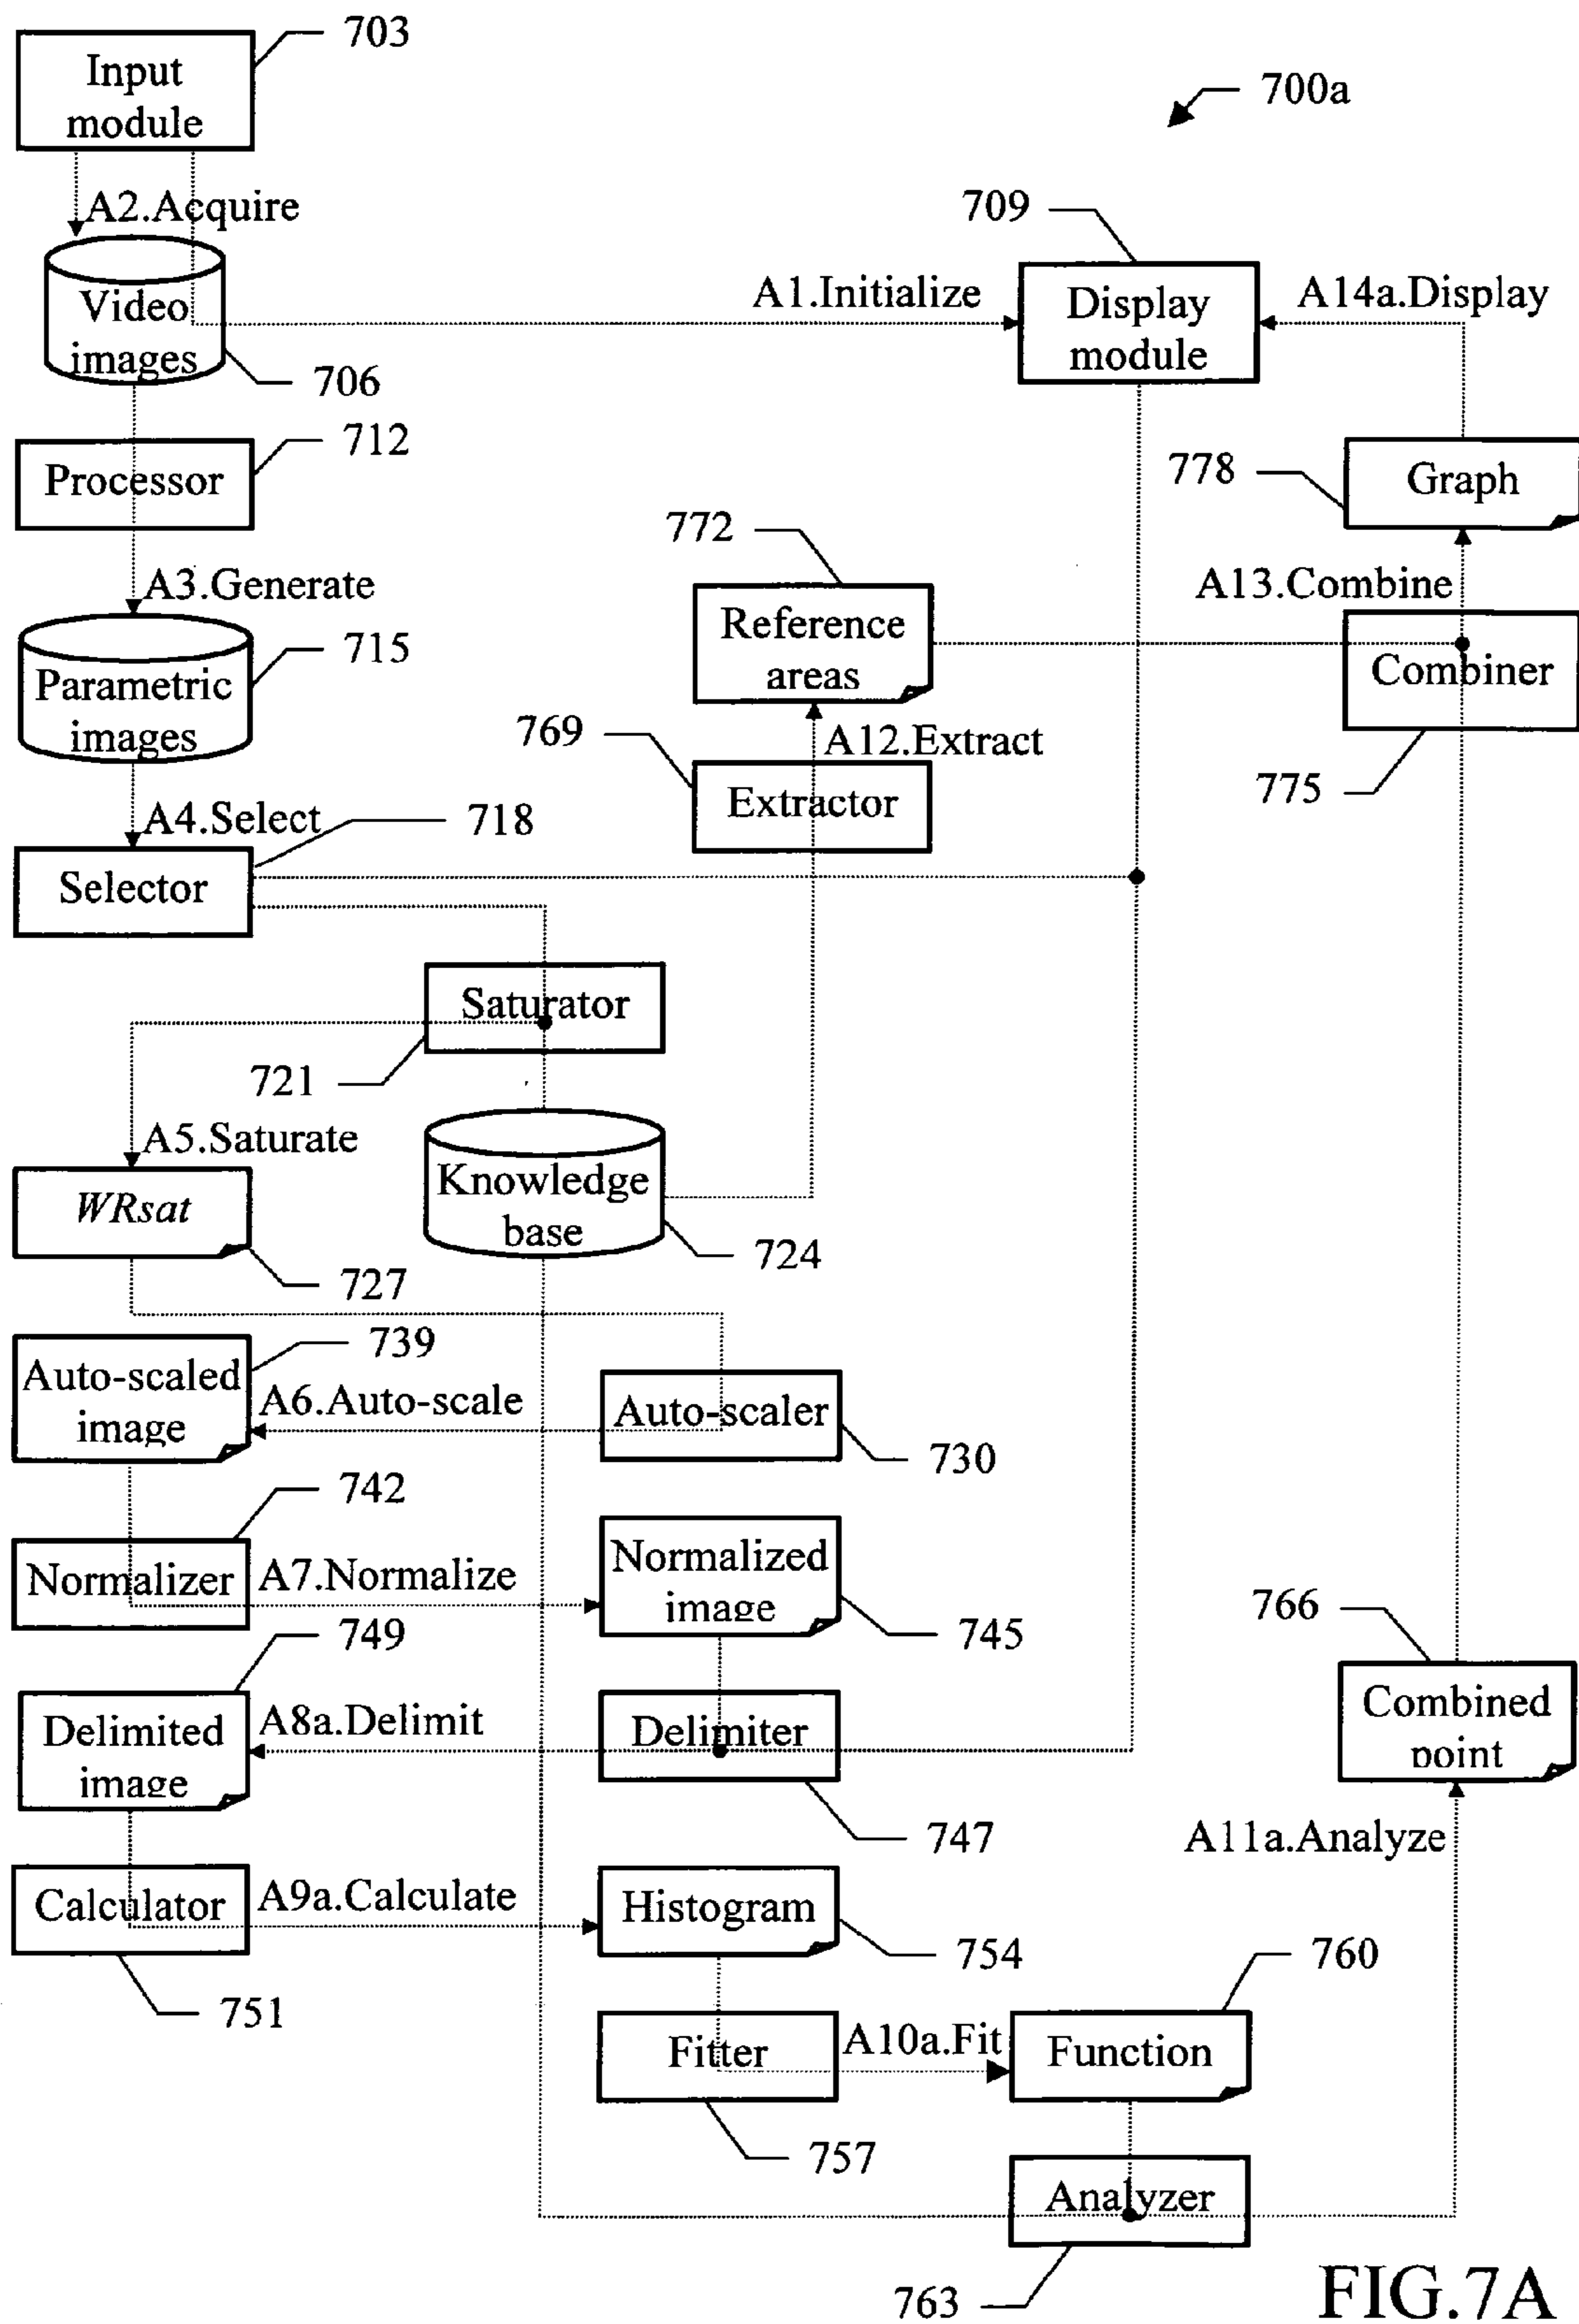 703
Input
module
700a
A2.Acquire
709
Video
images
706
A1.Initialize
Display
module
A14a.Display
712
Processor
778
Graph
772
A3.Generate
A13.Combine
Reference
areas
715
Parametric
images
Combiner
769
A12.Extract
775
Extractor
A4.Select
718
Selector
Saturator
721
A5.Saturate
WRsat
727
Knowledge
base
724
739
Auto-scaled
image
A6.Auto-scale
Auto-scaler
730
742
Normalizer
A7.Normalize
Normalized
image
745
766
749
Delimited
image
A8a.Delimit
Delimiter
747
Combined
point
A11a.Analyze
Calculator
A9a.Calculate
Histogram
754
751
760
Fitter
A10a.Fit
Function
757
Analyzer
763
FIG.7A